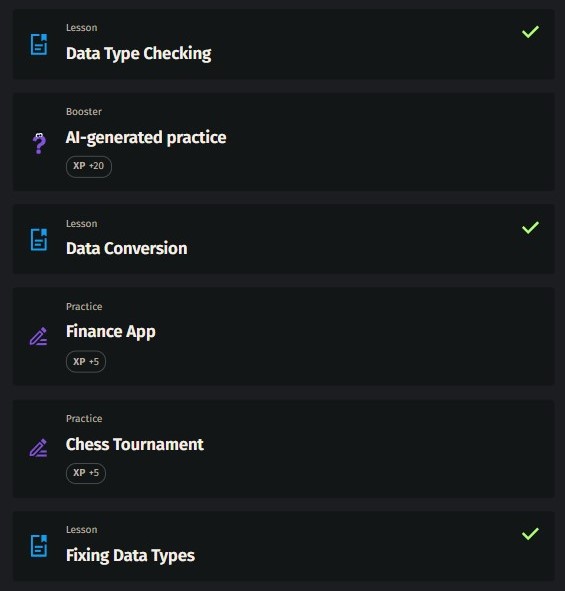 Lesson
Data Type Checking
Booster
AI-generated practice
XP +20
Lesson
Data Conversion
Practice
Finance App
XP +5
Practice
Chess Tournament
XP +5
Lesson
Fixing Data Types